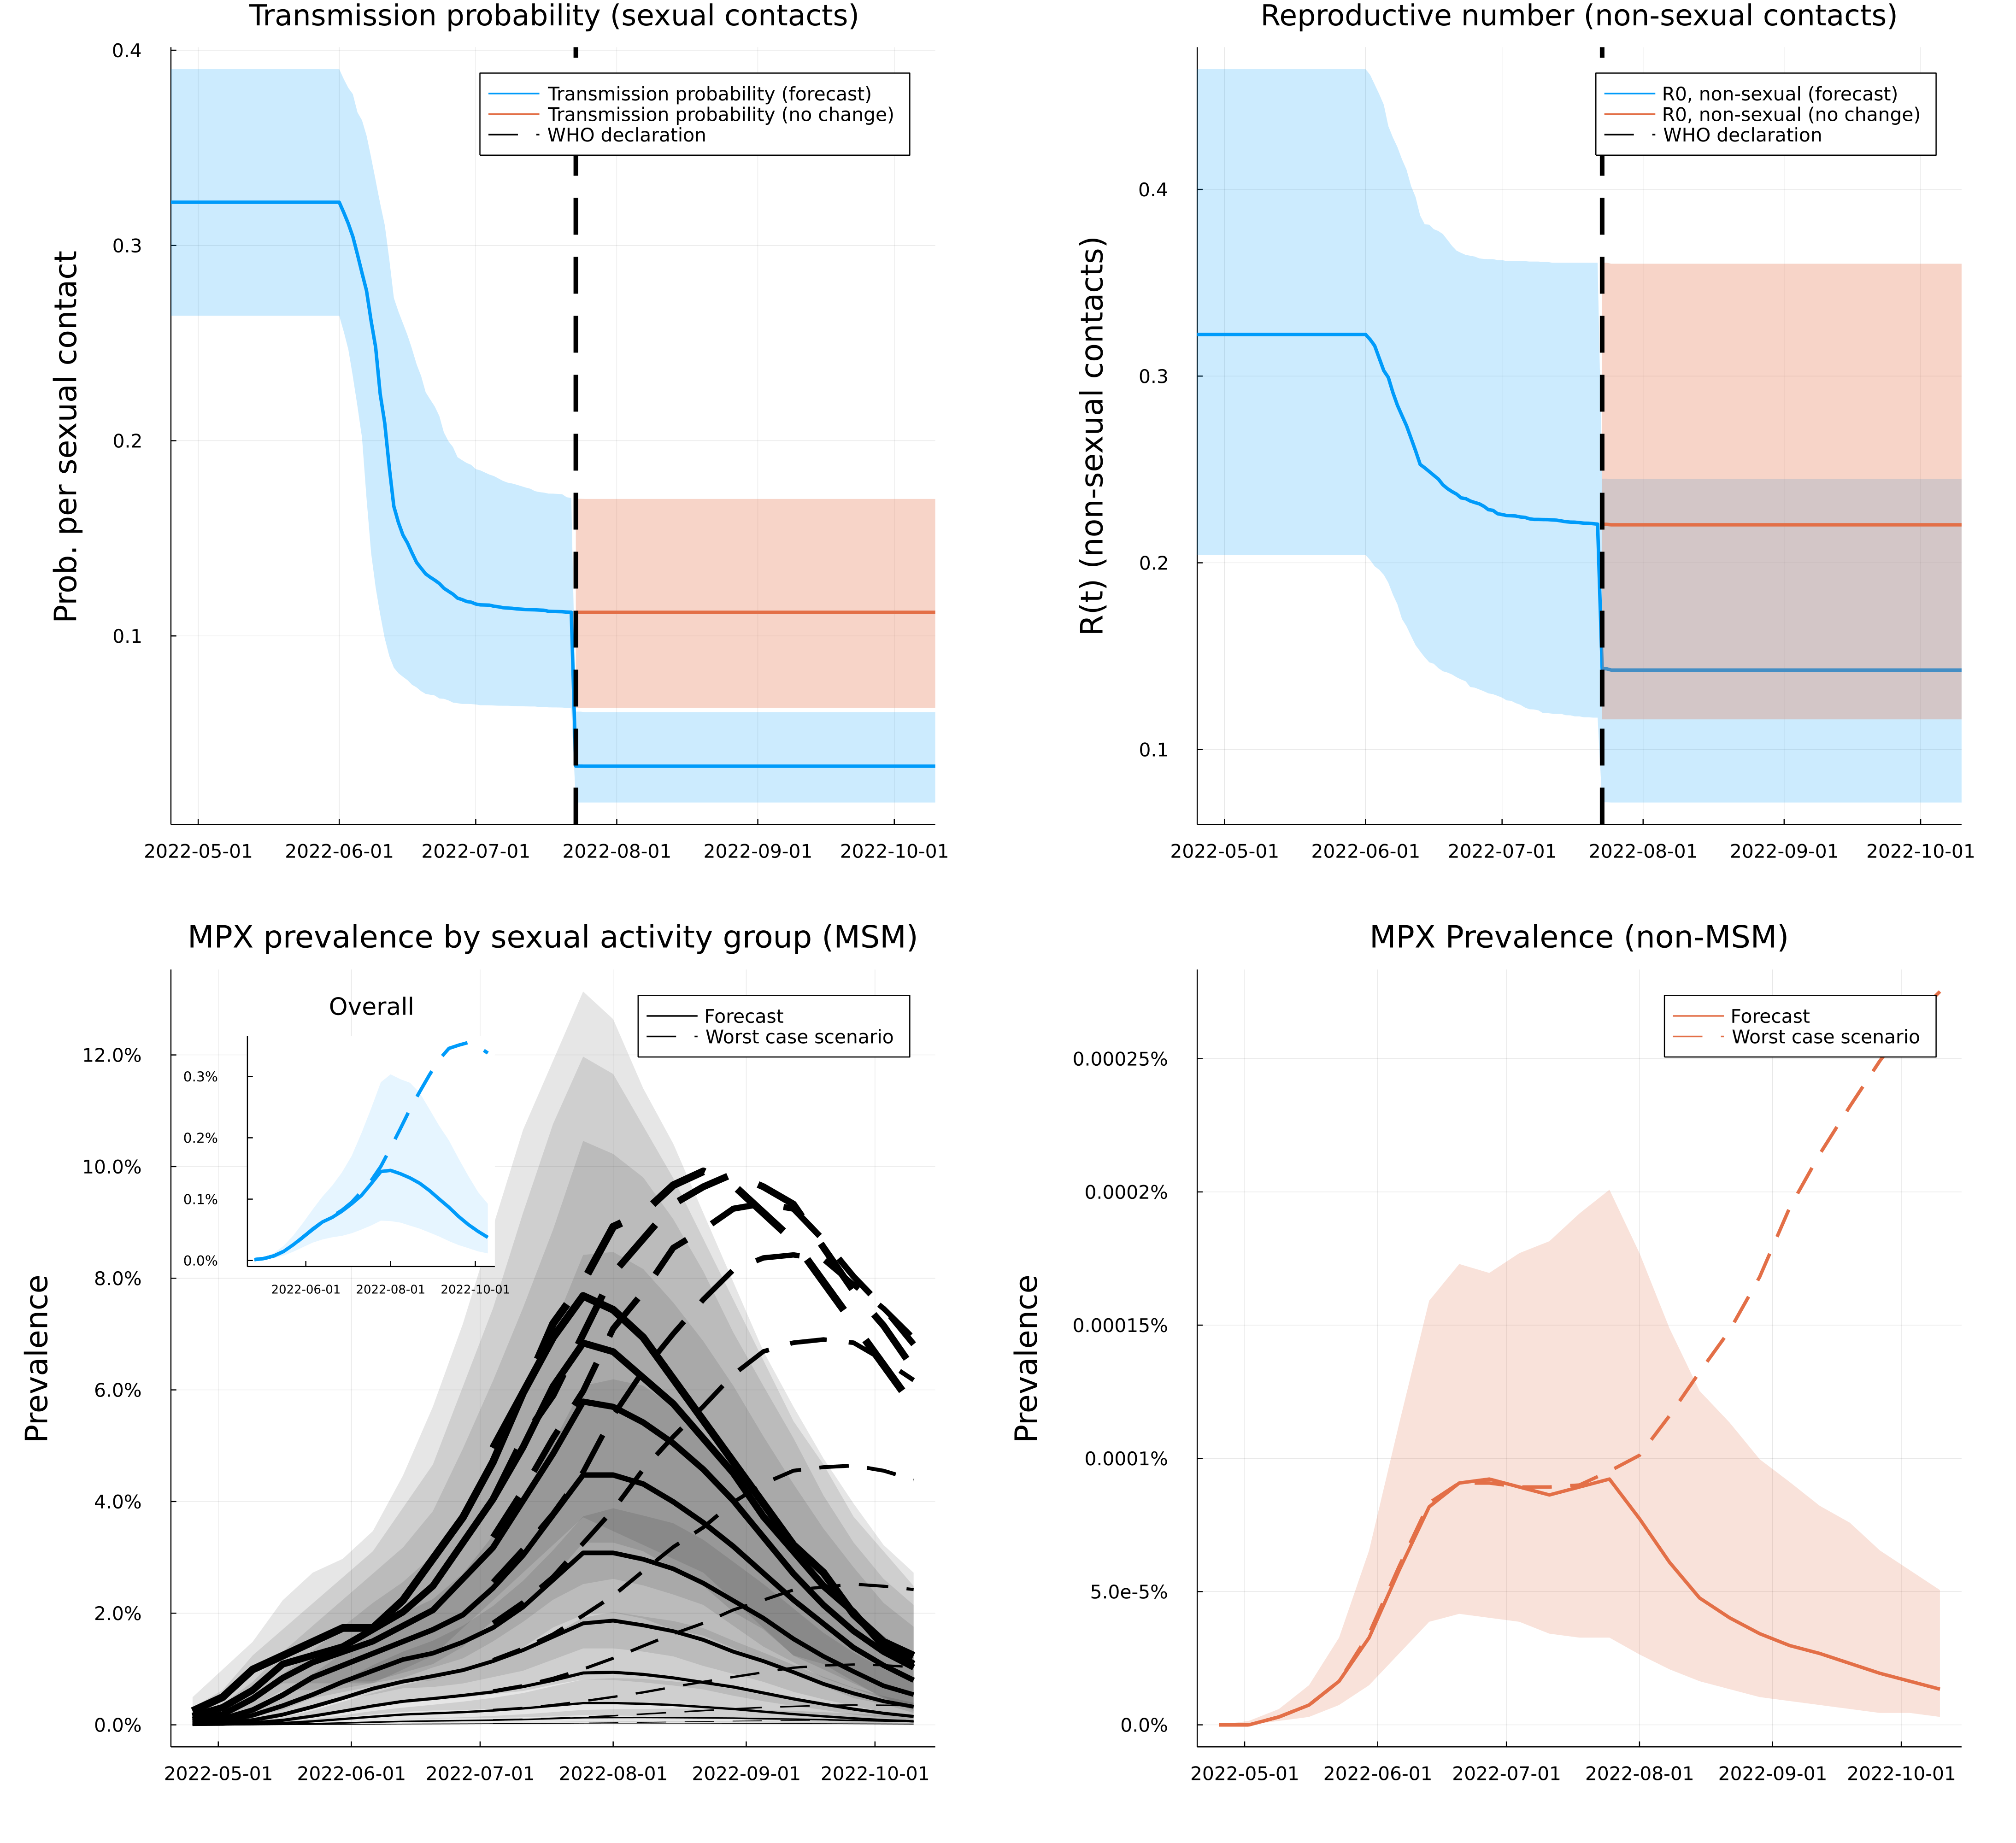 Transmission probability (sexual contacts)
0.4
0.3
0.2
0.1
Prob. per sexual contact
Transmission probability (forecast)
Transmission probability (no change)
WHO declaration
2022-05-01 2022-06-01 2022-07-01 2022-08-01 2022-09-01 2022-10-01
Reproductive number (non-sexual contacts)
0.4
0.3
0.2
0.1
R(t) (non-sexual contacts)
R0, non-sexual (forecast)
R0, non-sexual (no change)
WHO declaration
2022-05-01 2022-06-01 2022-07-01 2022-08-01 2022-09-01 2022-10-01
MPX prevalence by sexual activity group (MSM)
12.0%
10.0%
8.0%
6.0%
4.0%
2.0%
0.0%
Prevalence
Forecast
Worst case scenario
Overall
0.3%
0.2%
0.1%
0.0%
2022-06-01 2022-08-01 2022-10-01
2022-05-01 2022-06-01 2022-07-01 2022-08-01 2022-09-01 2022-10-01
MPX Prevalence (non-MSM)
0.00025%
0.0002%
0.00015%
0.0001%
5.0e-5%
0.0%
Prevalence
Forecast
Worst case scenario
2022-05-01 2022-06-01 2022-07-01 2022-08-01 2022-09-01 2022-10-01